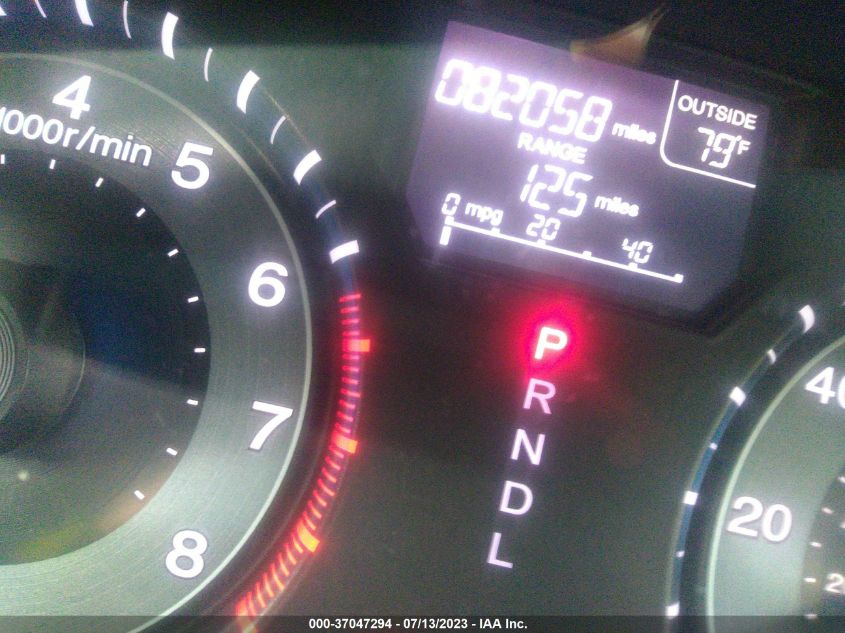 4
5
6
7
8
1000r/min
082058 miles
RANGE
125 miles
0 mpg 20 40
OUTSIDE
79°F
P
R
N
D
L
40
20
000-37047294 - 07/13/2023 - IAA Inc.